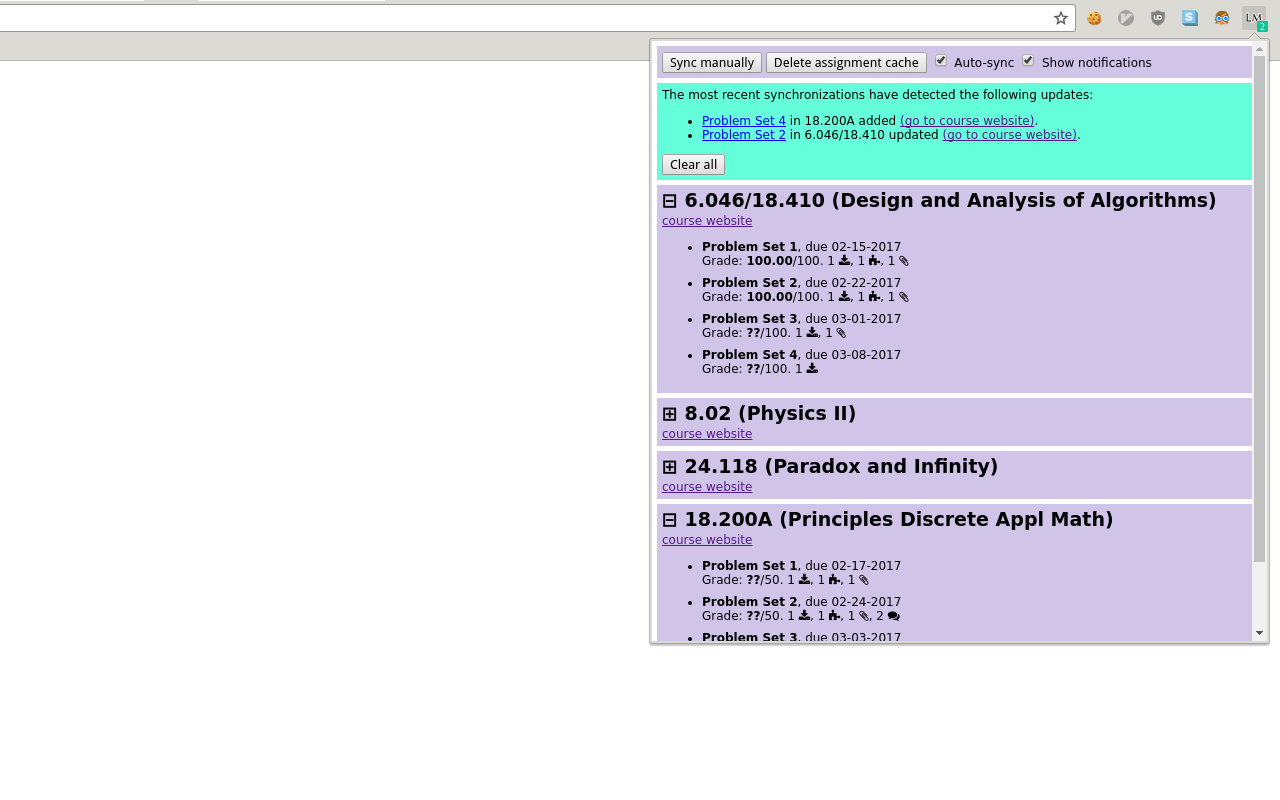 LM
2
Sync manually Delete assignment cache Auto-sync Show notifications
The most recent synchronizations have detected the following updates:
• Problem Set 4 in 18.200A added (go to course website).
• Problem Set 2 in 6.046/18.410 updated (go to course website).
Clear all
⊟ 6.046/18.410 (Design and Analysis of Algorithms)
course website
• Problem Set 1, due 02-15-2017
Grade: 100.00/100. 1 , 1 , 1
• Problem Set 2, due 02-22-2017
Grade: 100.00/100. 1 , 1 , 1
• Problem Set 3, due 03-01-2017
Grade: ??/100. 1 , 1
• Problem Set 4, due 03-08-2017
Grade: ??/100. 1
⊞ 8.02 (Physics II)
course website
⊞ 24.118 (Paradox and Infinity)
course website
⊟ 18.200A (Principles Discrete Appl Math)
course website
• Problem Set 1, due 02-17-2017
Grade: ??/50. 1 , 1 , 1
• Problem Set 2, due 02-24-2017
Grade: ??/50. 1 , 1 , 1 , 2
• Problem Set 3, due 03-03-2017